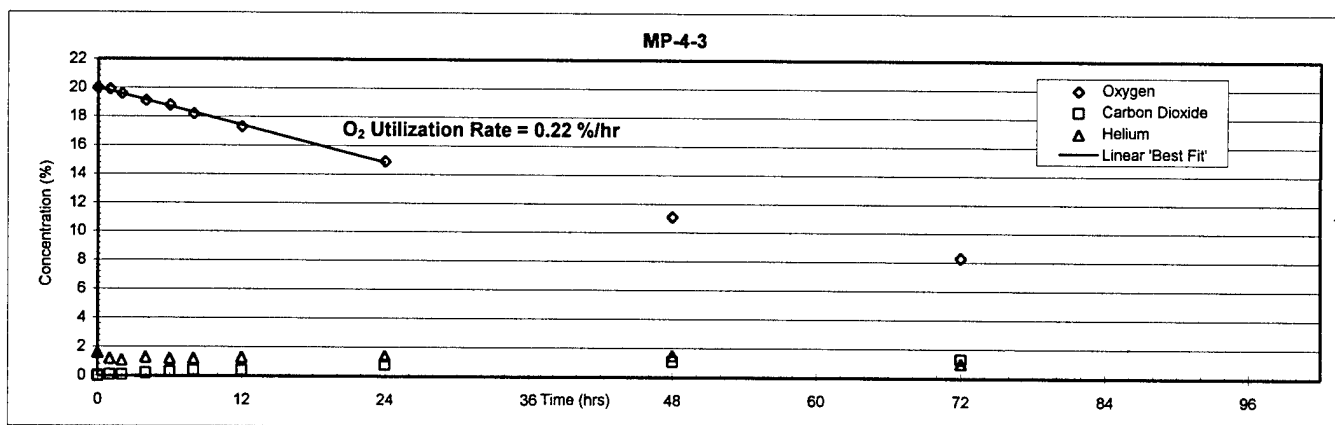 MP-4-3
22
20
18
16
14
12
10
8
6
4
2
0
Concentration (%)
O₂ Utilization Rate = 0.22 %/hr
Oxygen
Carbon Dioxide
Helium
Linear 'Best Fit'
0 12 24 36 Time (hrs) 48 60 72 84 96